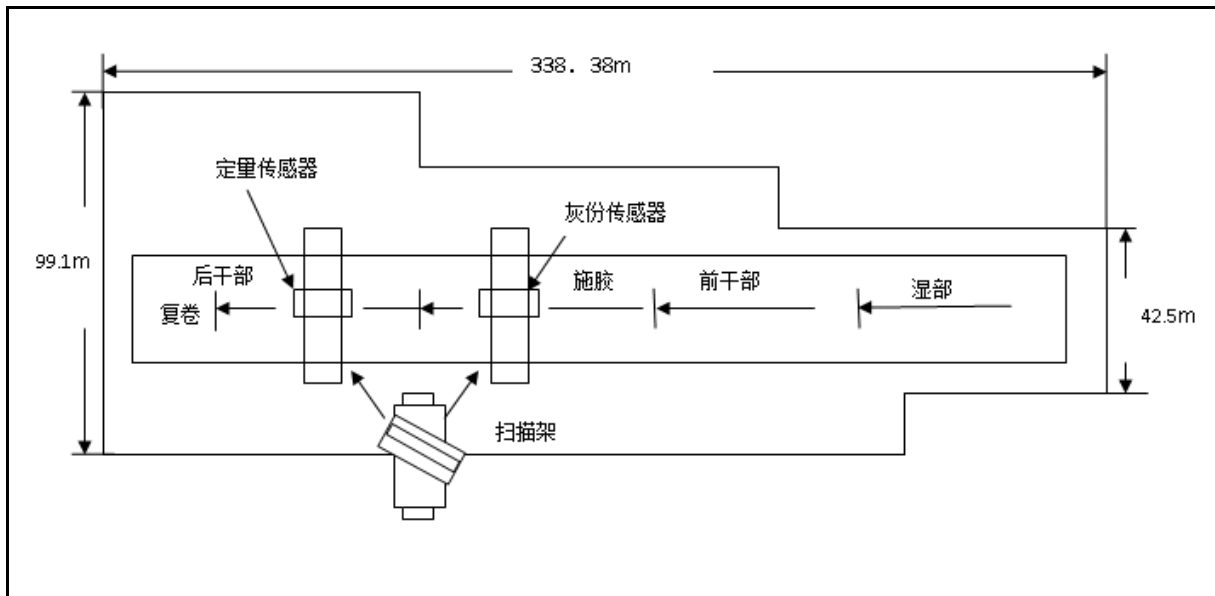 338. 38m
定量传感器
灰份传感器
99.1m
后干部
施胶
前干部
湿部
复卷
42.5m
扫描架